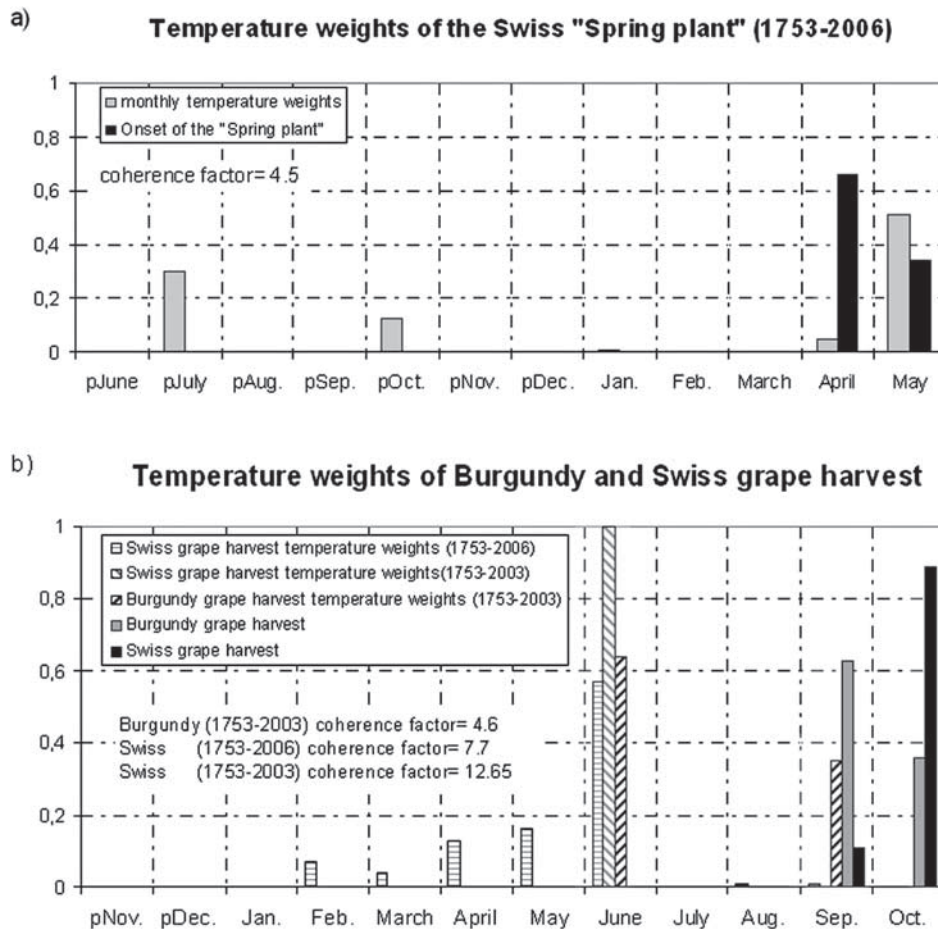 a)
Temperature weights of the Swiss "Spring plant" (1753-2006)
1
0,8
0,6
0,4
0,2
0
monthly temperature weights
Onset of the "Spring plant"
coherence factor= 4.5
pJune pJuly pAug. pSep. pOct. pNov. pDec. Jan. Feb. March April May
b)
Temperature weights of Burgundy and Swiss grape harvest
1
0,8
0,6
0,4
0,2
0
Swiss grape harvest temperature weights (1753-2006)
Swiss grape harvest temperature weights(1753-2003)
Burgundy grape harvest temperature weights (1753-2003)
Burgundy grape harvest
Swiss grape harvest
Burgundy (1753-2003) coherence factor= 4.6
Swiss (1753-2006) coherence factor= 7.7
Swiss (1753-2003) coherence factor= 12.65
pNov. pDec. Jan. Feb. March April May June July Aug. Sep. Oct.